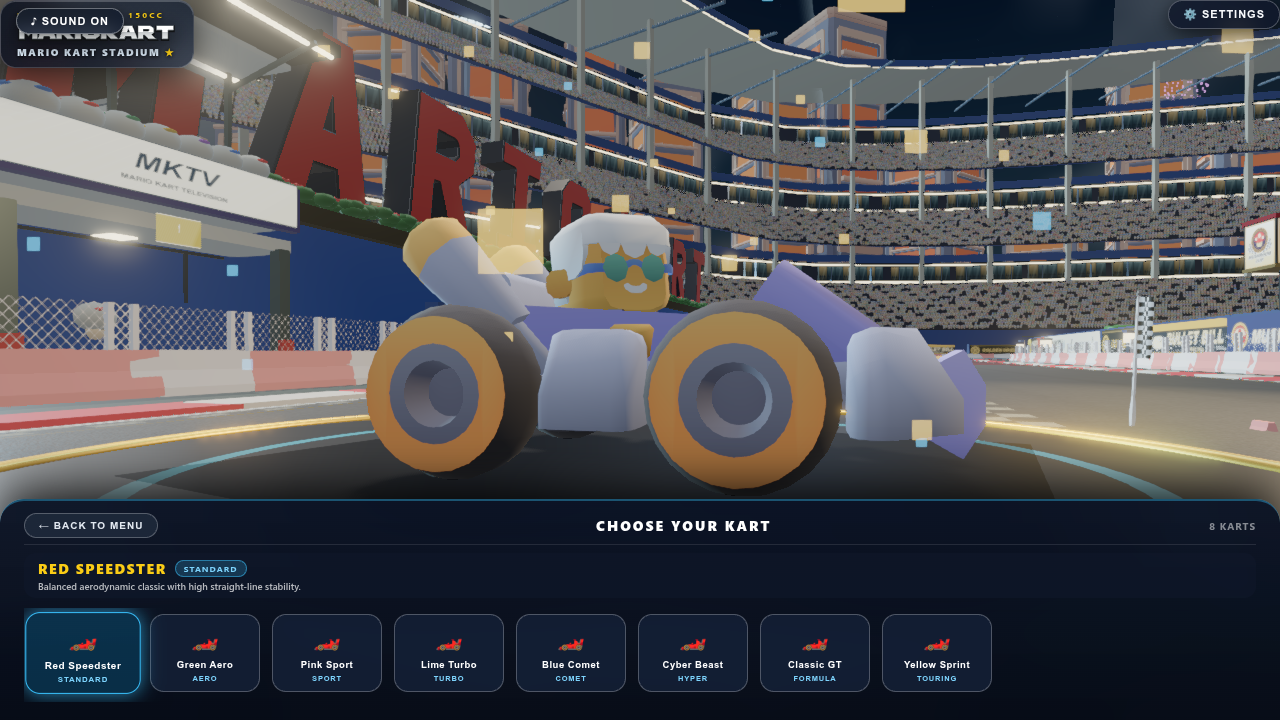 ♪ SOUND ON
150CC
MARIOKART
MARIO KART STADIUM ★
⚙️ SETTINGS
MKTV
MARIO KART TELEVISION
← BACK TO MENU
CHOOSE YOUR KART
8 KARTS
RED SPEEDSTER
STANDARD
Balanced aerodynamic classic with high straight-line stability.
Red Speedster
STANDARD
Green Aero
AERO
Pink Sport
SPORT
Lime Turbo
TURBO
Blue Comet
COMET
Cyber Beast
HYPER
Classic GT
FORMULA
Yellow Sprint
TOURING